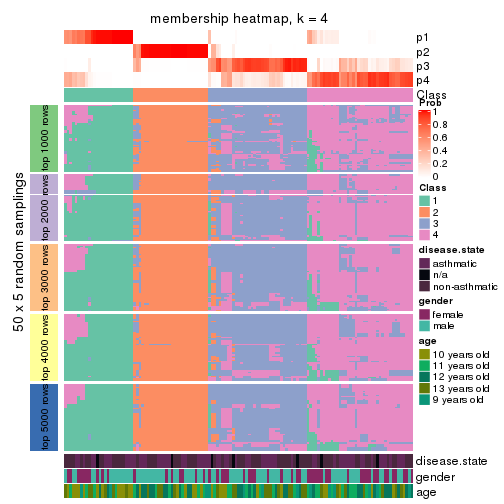 membership heatmap, k = 4
p1
p2
p3
p4
Class
50 x 5 random samplings
top 1000 rows
top 2000 rows
top 3000 rows
top 4000 rows
top 5000 rows
Prob
1
0.8
0.6
0.4
0.2
0
Class
1
2
3
4
disease.state
asthmatic
n/a
non-asthmatic
gender
female
male
age
10 years old
11 years old
12 years old
13 years old
9 years old
disease.state
gender
age